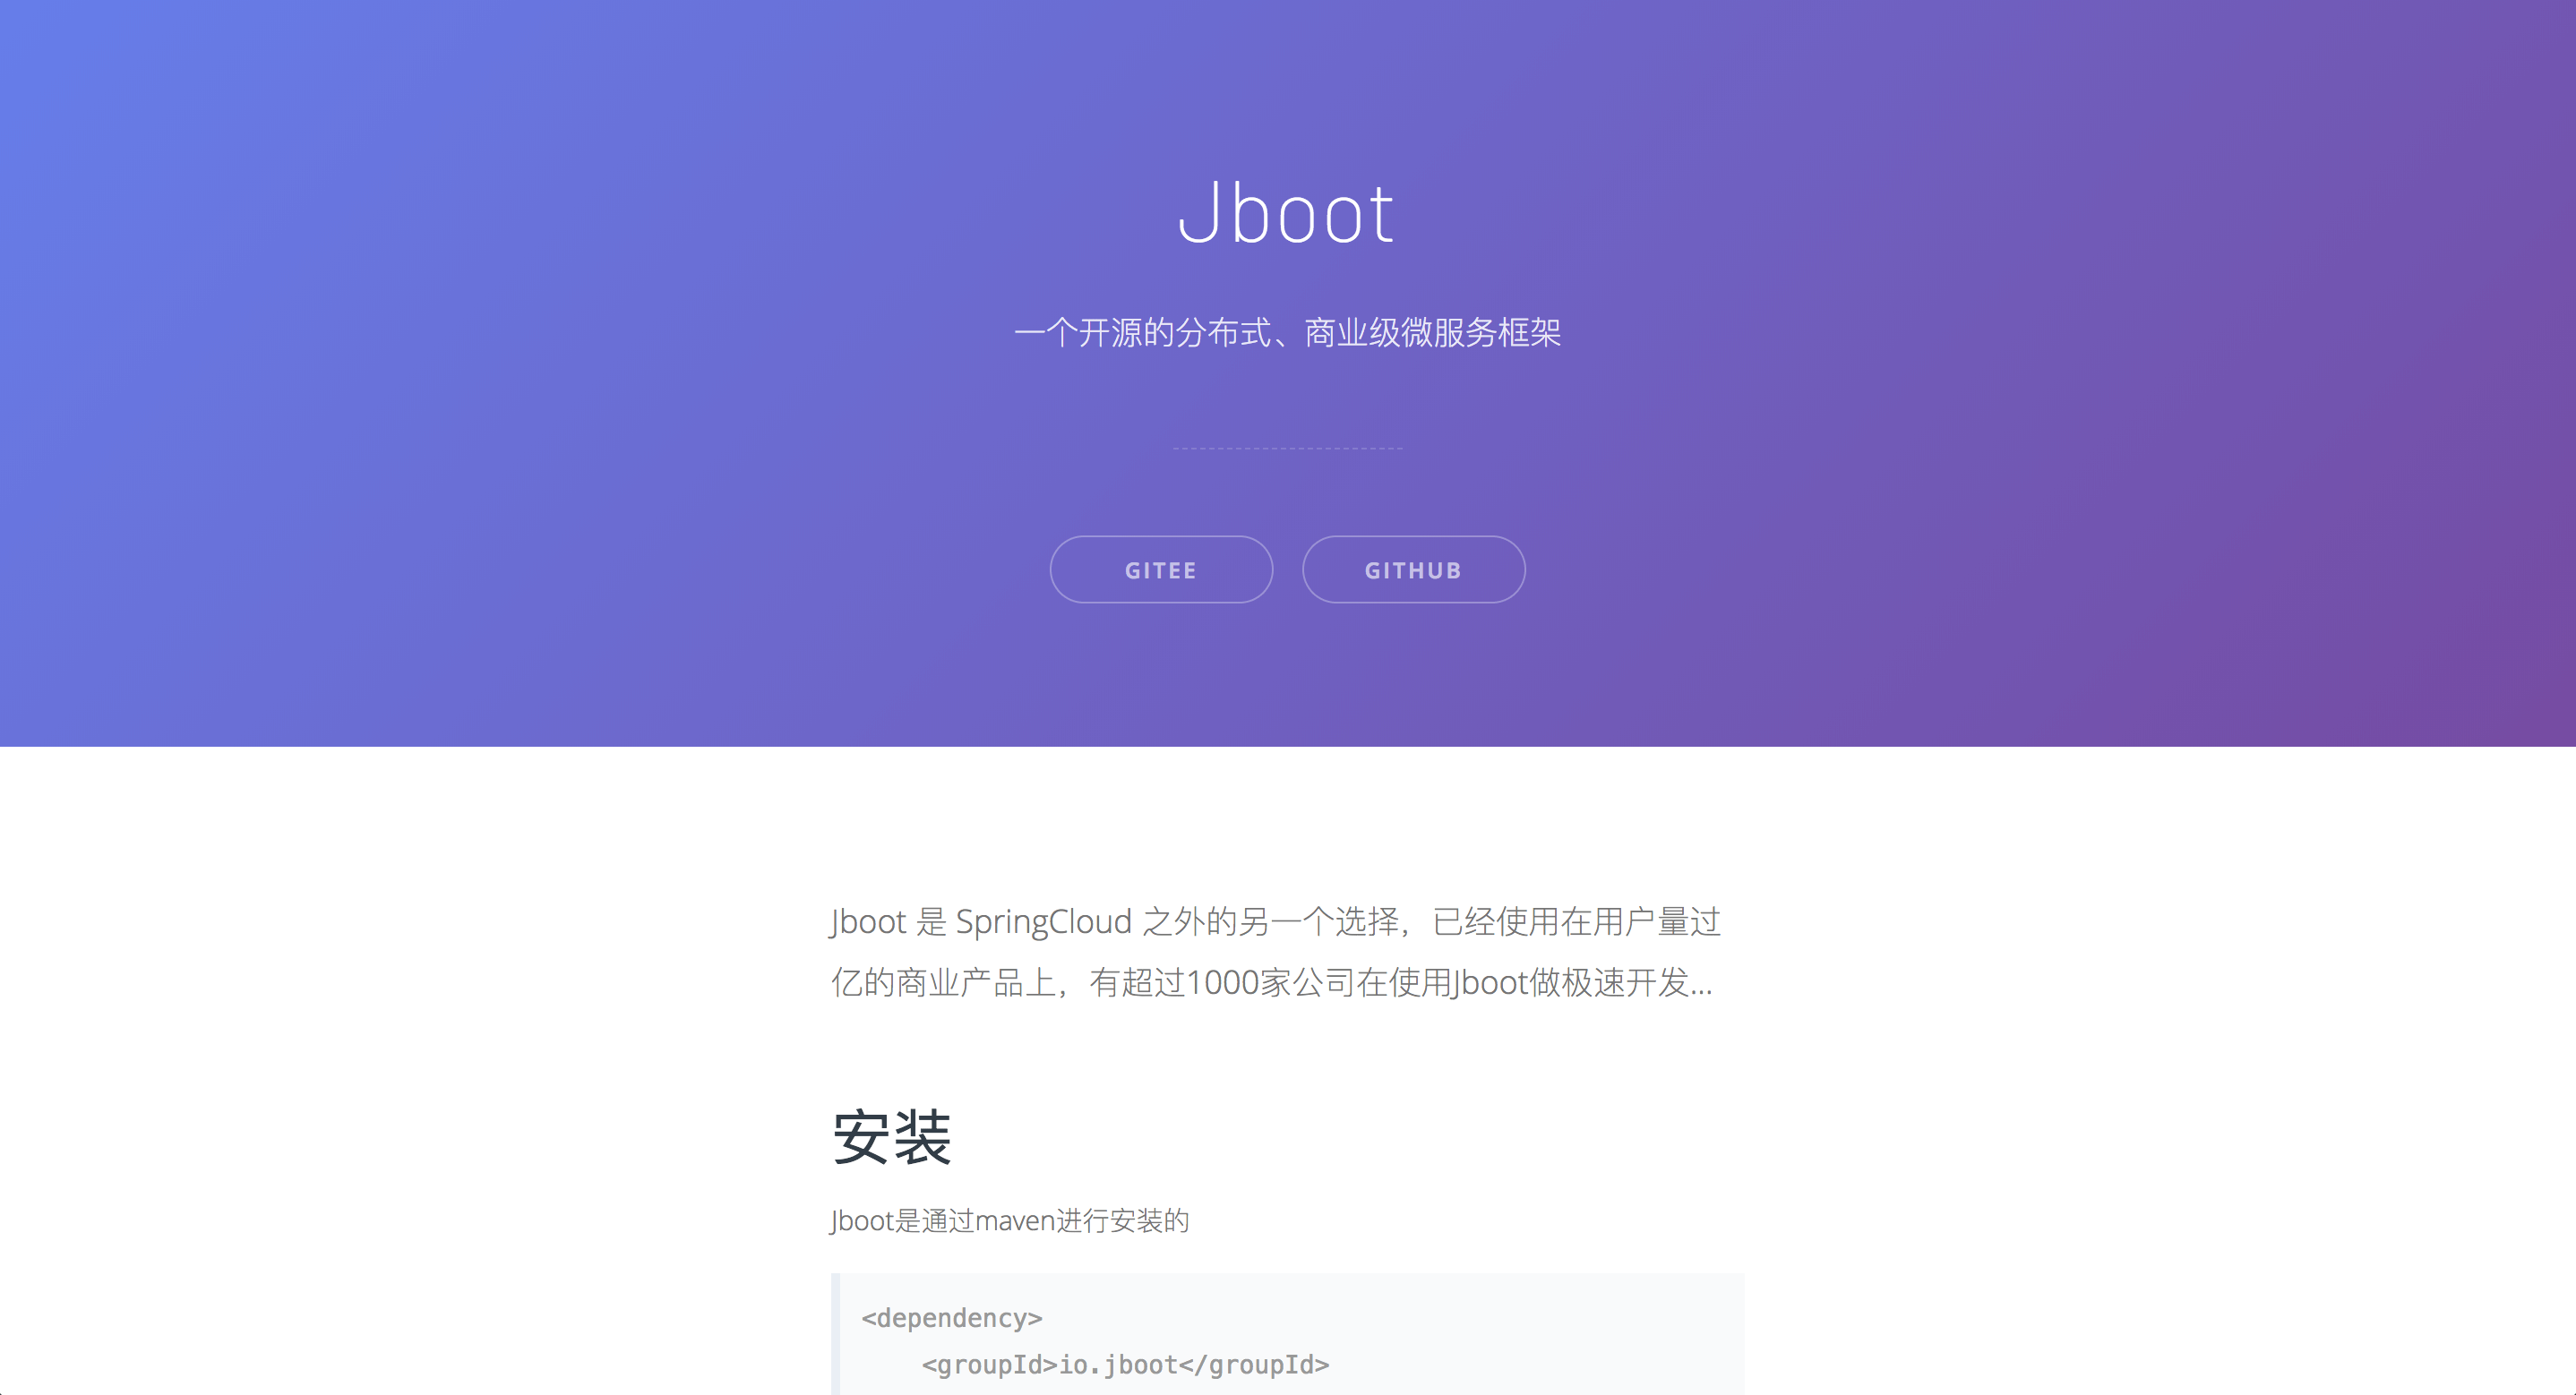 Jboot
一个开源的分布式、商业级微服务框架
GITEE
GITHUB
Jboot 是 SpringCloud 之外的另一个选择，已经使用在用户量过
亿的商业产品上，有超过1000家公司在使用Jboot做极速开发...
安装
Jboot是通过maven进行安装的
<dependency>
    <groupId>io.jboot</groupId>